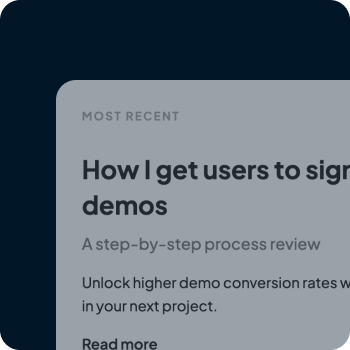 MOST RECENT
How I get users to sign
demos
A step-by-step process review
Unlock higher demo conversion rates
in your next project.
Read more